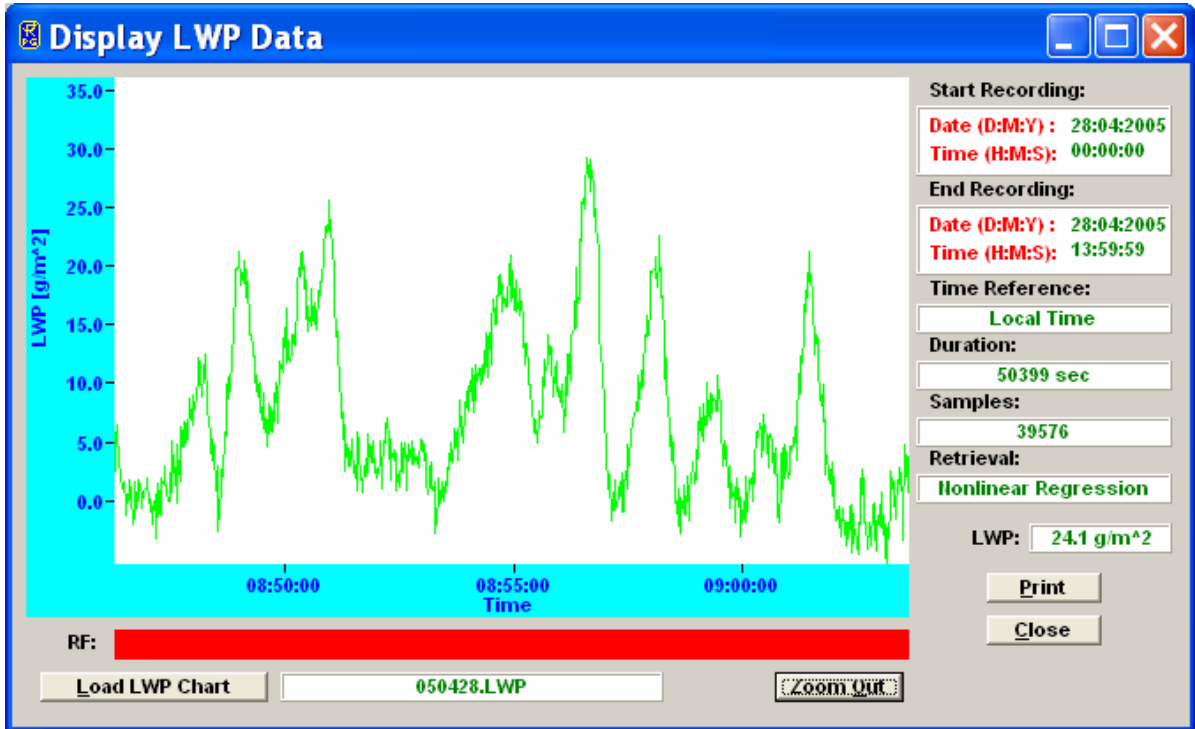 Display LWP Data
35.0
30.0
25.0
20.0
15.0
10.0
5.0
0.0
LWP [g/m^2]
08:50:00 08:55:00 09:00:00
Time
RF:
Load LWP Chart 050428.LWP Zoom Out
Start Recording:
Date (D:M:Y) : 28:04:2005
Time (H:M:S): 00:00:00
End Recording:
Date (D:M:Y) : 28:04:2005
Time (H:M:S): 13:59:59
Time Reference:
Local Time
Duration:
50399 sec
Samples:
39576
Retrieval:
Nonlinear Regression
LWP: 24.1 g/m^2
Print
Close